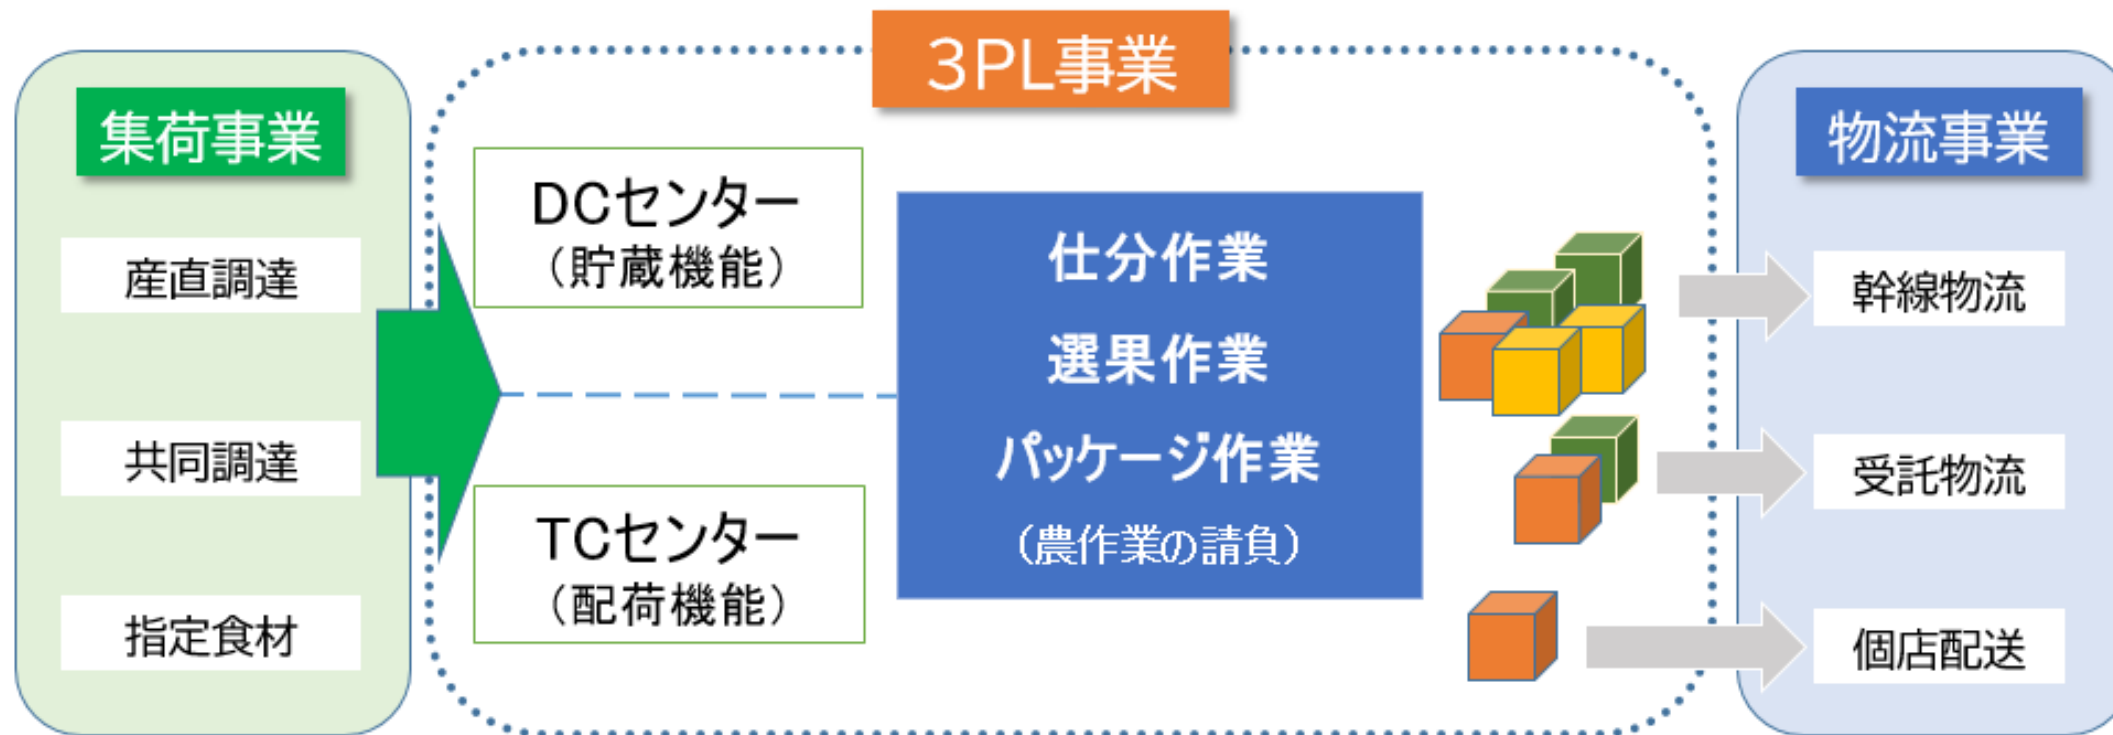 集荷事業
産直調達
共同調達
指定食材
3PL事業
DCセンター
（貯蔵機能）
TCセンター
（配荷機能）
仕分作業
選果作業
パッケージ作業
（農作業の請負）
物流事業
幹線物流
受託物流
個店配送